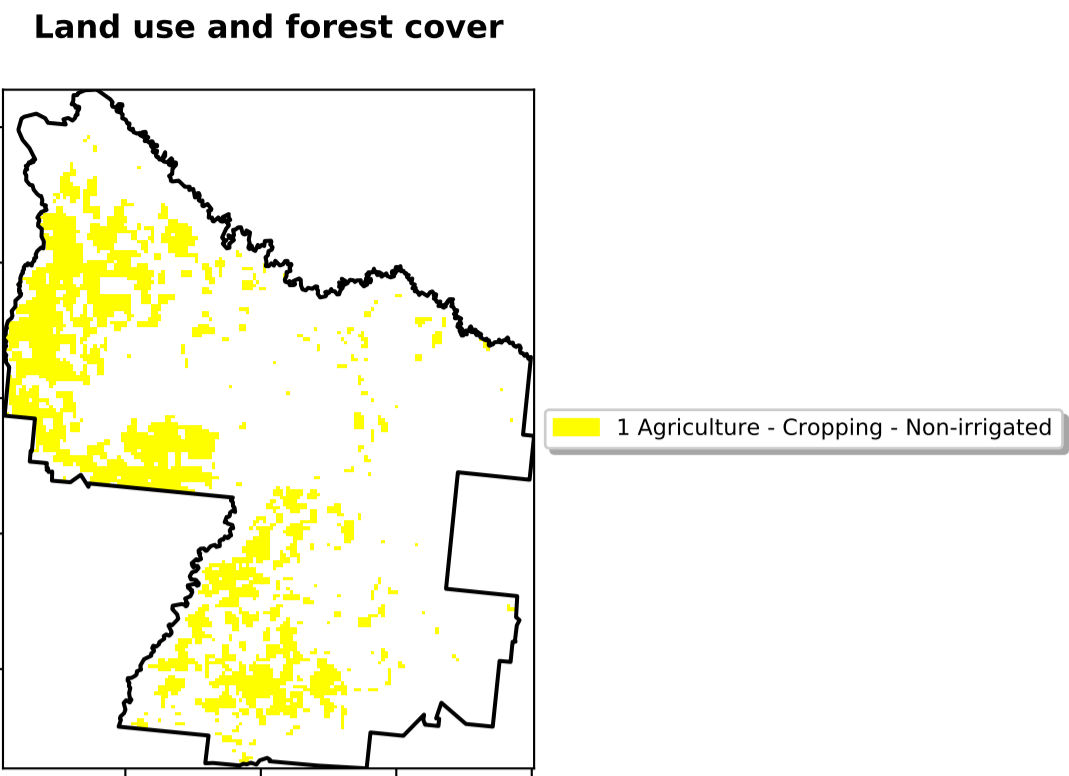 Land use and forest cover
1 Agriculture - Cropping - Non-irrigated